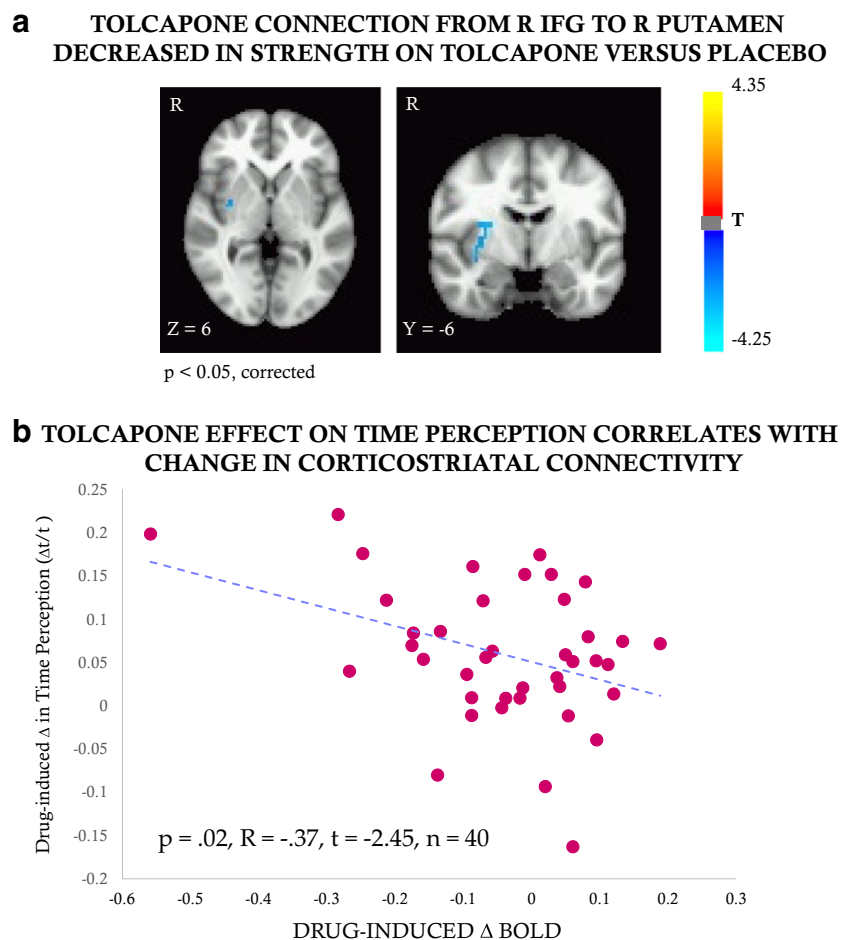 a TOLCAPONE CONNECTION FROM R IFG TO R PUTAMEN
DECREASED IN STRENGTH ON TOLCAPONE VERSUS PLACEBO
R
R
4.35
T
-4.25
Z = 6
Y = -6
p < 0.05, corrected
b TOLCAPONE EFFECT ON TIME PERCEPTION CORRELATES WITH
CHANGE IN CORTICOSTRIATAL CONNECTIVITY
Drug-induced Δ in Time Perception (Δt/t )
0.25
0.2
0.15
0.1
0.05
0
-0.05
-0.1
-0.15
-0.2
p = .02, R = -.37, t = -2.45, n = 40
-0.6 -0.5 -0.4 -0.3 -0.2 -0.1 0 0.1 0.2 0.3
DRUG-INDUCED Δ BOLD